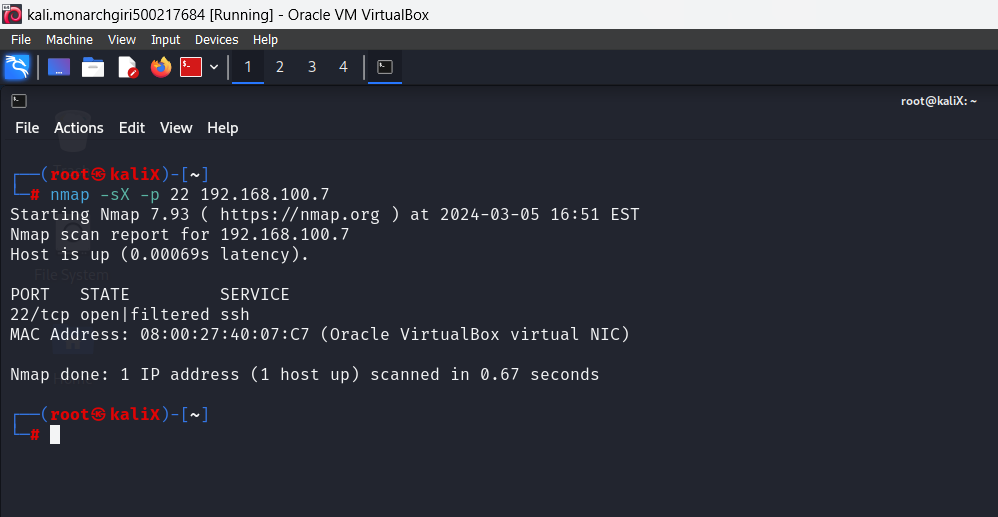 kali.monarchgiri500217684 [Running] - Oracle VM VirtualBox
File Machine View Input Devices Help
1 2 3 4
root@kaliX: ~
File Actions Edit View Help
┌──(root㉿kaliX)-[~]
└─# nmap -sX -p 22 192.168.100.7
Starting Nmap 7.93 ( https://nmap.org ) at 2024-03-05 16:51 EST
Nmap scan report for 192.168.100.7
Host is up (0.00069s latency).
File System
PORT   STATE         SERVICE
22/tcp open|filtered ssh
MAC Address: 08:00:27:40:07:C7 (Oracle VirtualBox virtual NIC)
Nmap done: 1 IP address (1 host up) scanned in 0.67 seconds
┌──(root㉿kaliX)-[~]
└─#